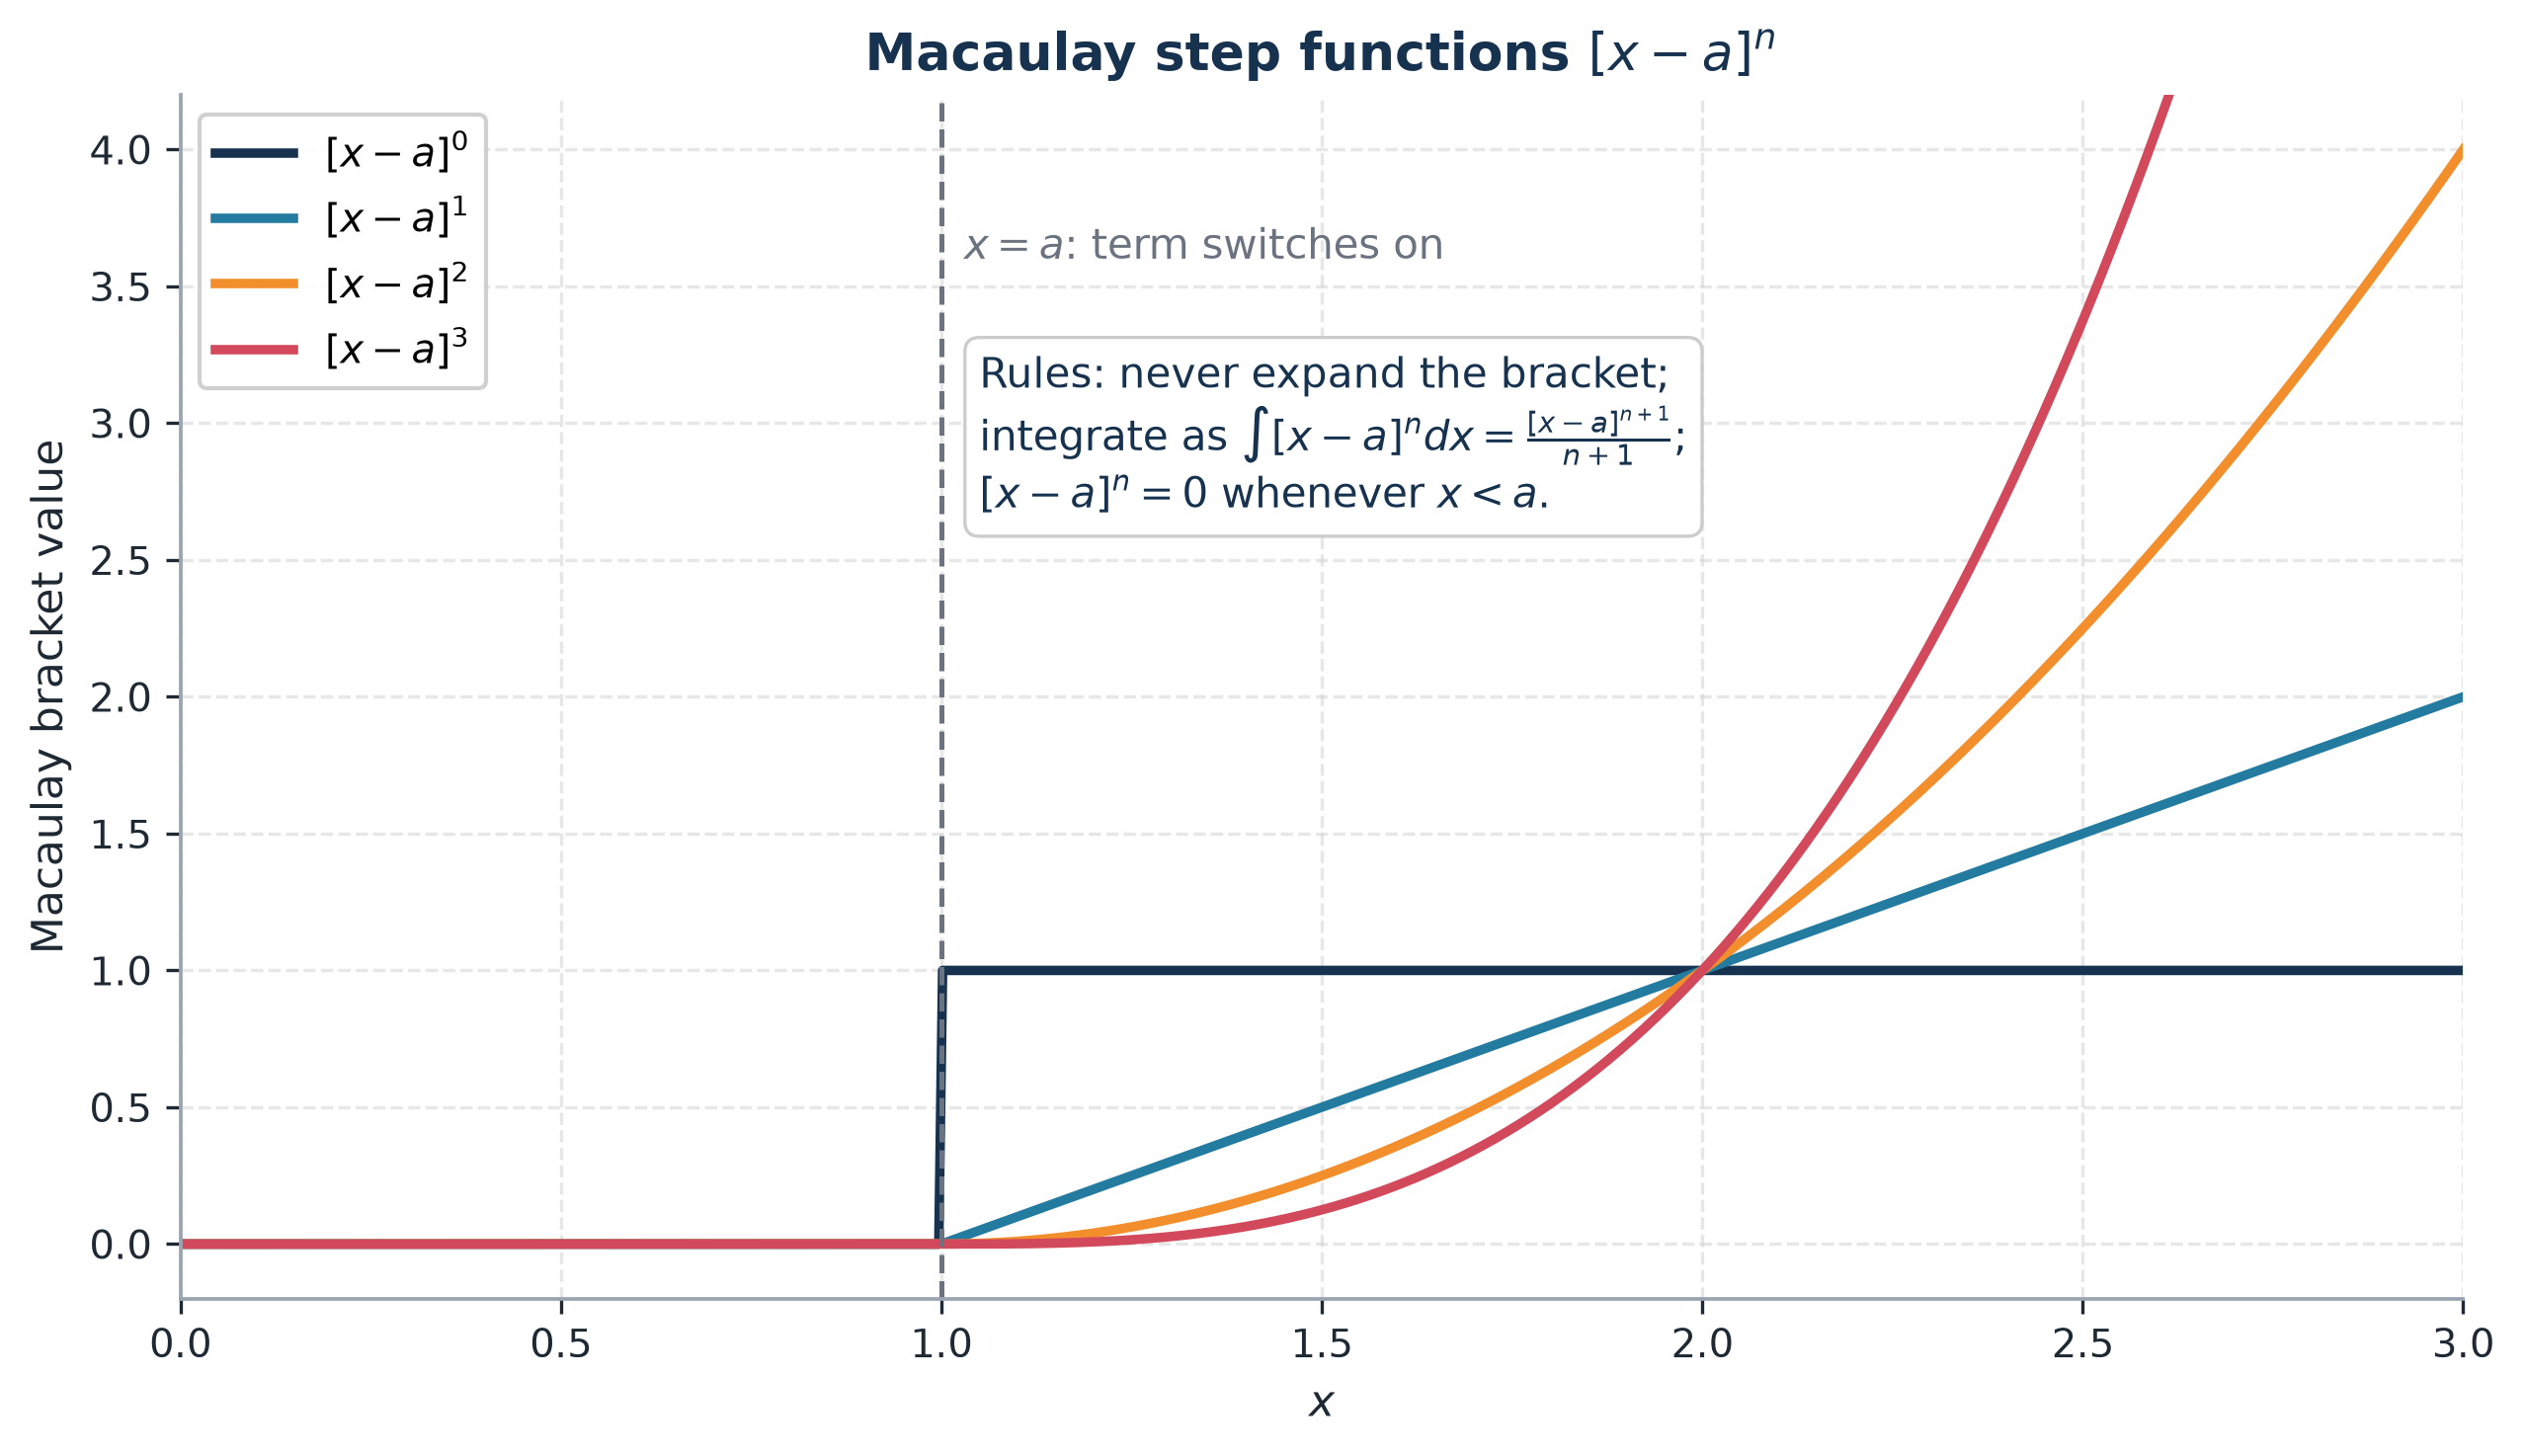 Macaulay step functions [x − a]ⁿ
[x − a]⁰
[x − a]¹
[x − a]²
[x − a]³
x = a: term switches on
Rules: never expand the bracket;
integrate as ∫[x − a]ⁿdx = [x − a]ⁿ⁺¹/n + 1;
[x − a]ⁿ = 0 whenever x < a.
Macaulay bracket value
4.0
3.5
3.0
2.5
2.0
1.5
1.0
0.5
0.0
0.0 0.5 1.0 1.5 2.0 2.5 3.0
x